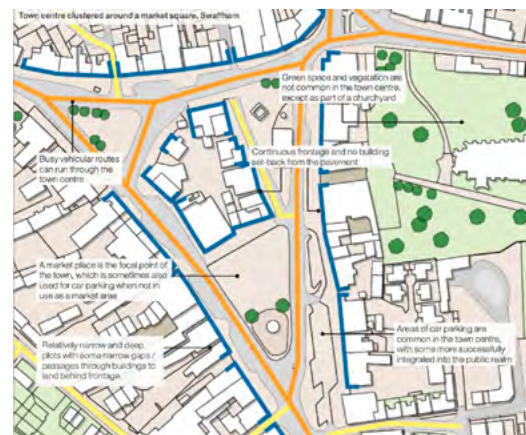 Town centre clustered around a market square, Swaffham
Green space and vegetation are
not common in the town centre,
except as part of a churchyard
Continuous frontage and no building
set-back from the pavement
Busy vehicular routes
can run through the
town centre
A market place is the focal point of
the town, which is sometimes also
used for car parking when not in
use as a market area
Relatively narrow and deep
plots with some narrow gaps /
passages through buildings to
land behind frontage.
Areas of car parking are
common in the town centre,
with some more successfully
integrated into the public realm